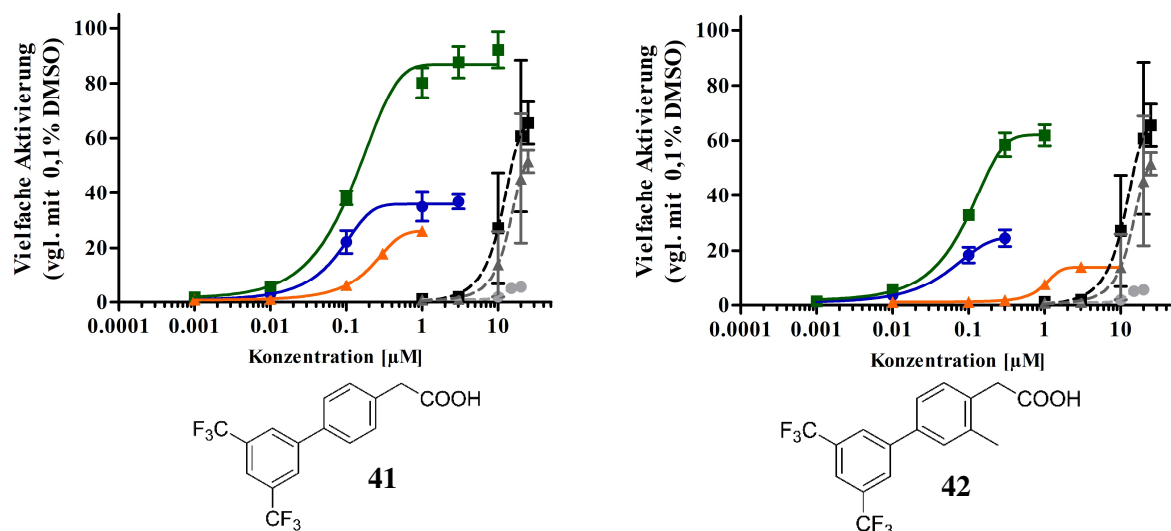 Vielfache Aktivierung
(vgl. mit 0,1% DMSO)
100
80
60
40
20
0
0.0001 0.001 0.01 0.1 1 10
Konzentration [µM]
COOH
F3C
CF3
41
Vielfache Aktivierung
(vgl. mit 0,1% DMSO)
100
80
60
40
20
0
0.0001 0.001 0.01 0.1 1 10
Konzentration [µM]
COOH
F3C
CF3
42